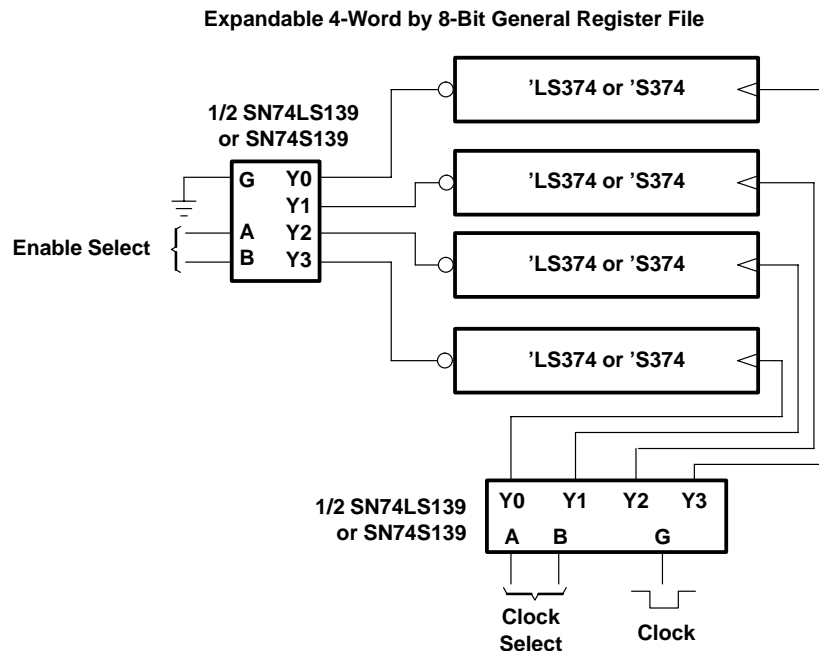 Expandable 4-Word by 8-Bit General Register File
’LS374 or ’S374
1/2 SN74LS139
or SN74S139
G Y0
Y1
A Y2
B Y3
Enable Select
’LS374 or ’S374
’LS374 or ’S374
’LS374 or ’S374
1/2 SN74LS139
or SN74S139
Y0 Y1 Y2 Y3
A B G
Clock
Select
Clock